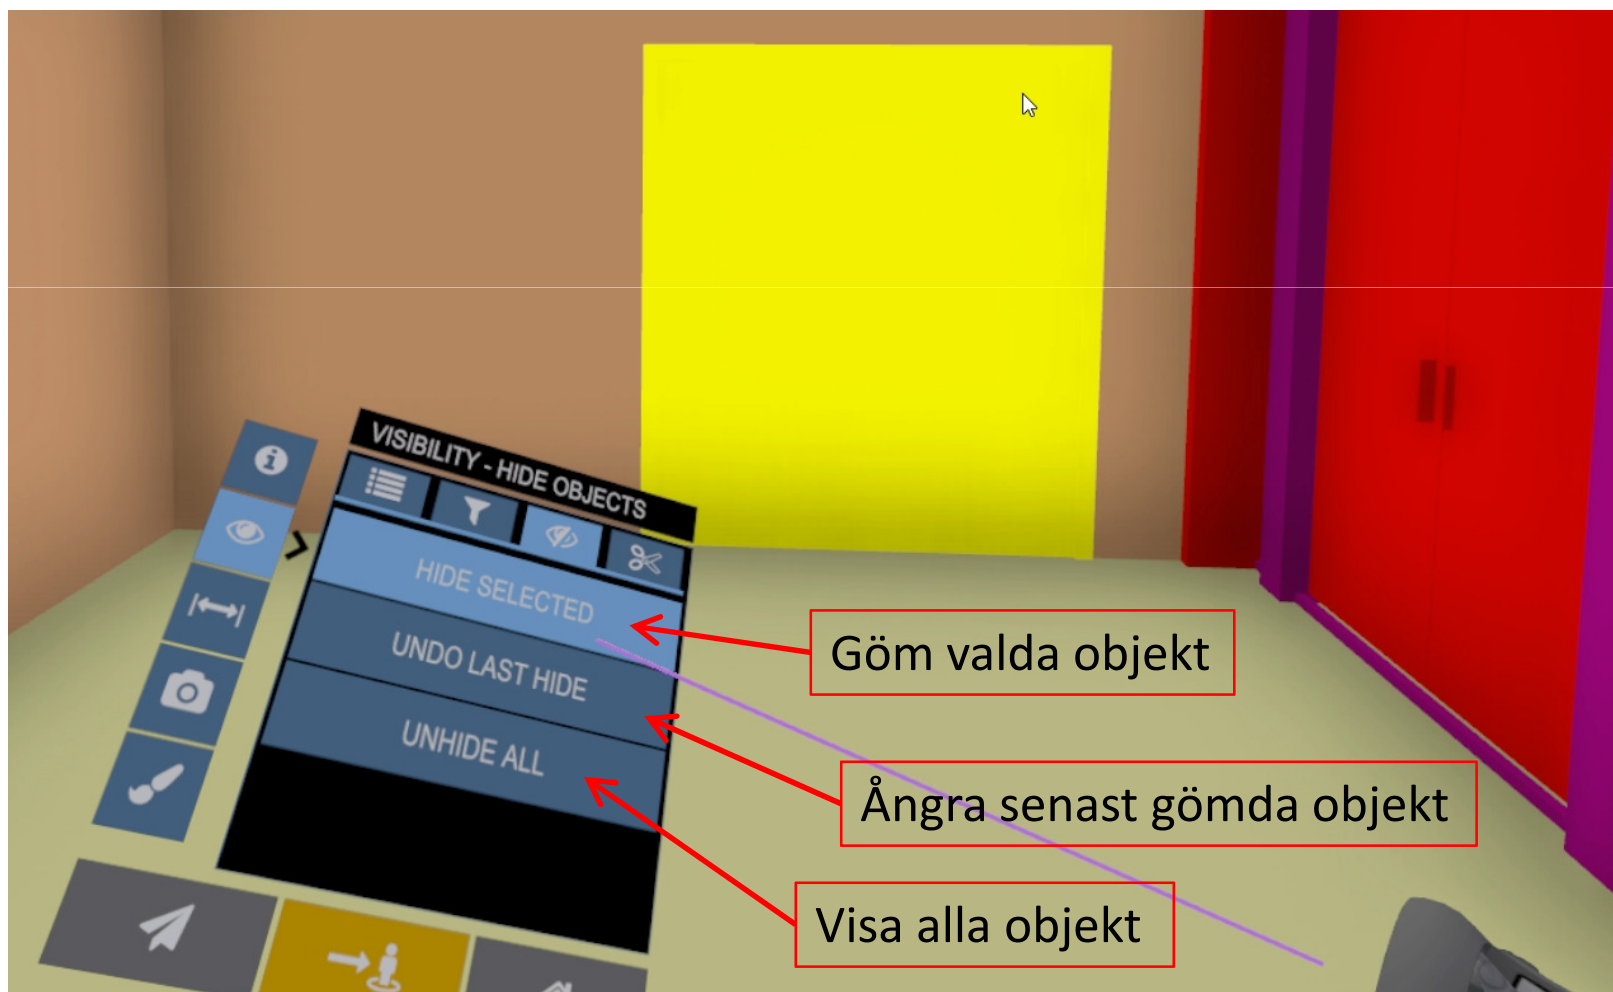 VISIBILITY - HIDE OBJECTS
HIDE SELECTED
UNDO LAST HIDE
UNHIDE ALL
Göm valda objekt
Ångra senast gömda objekt
Visa alla objekt